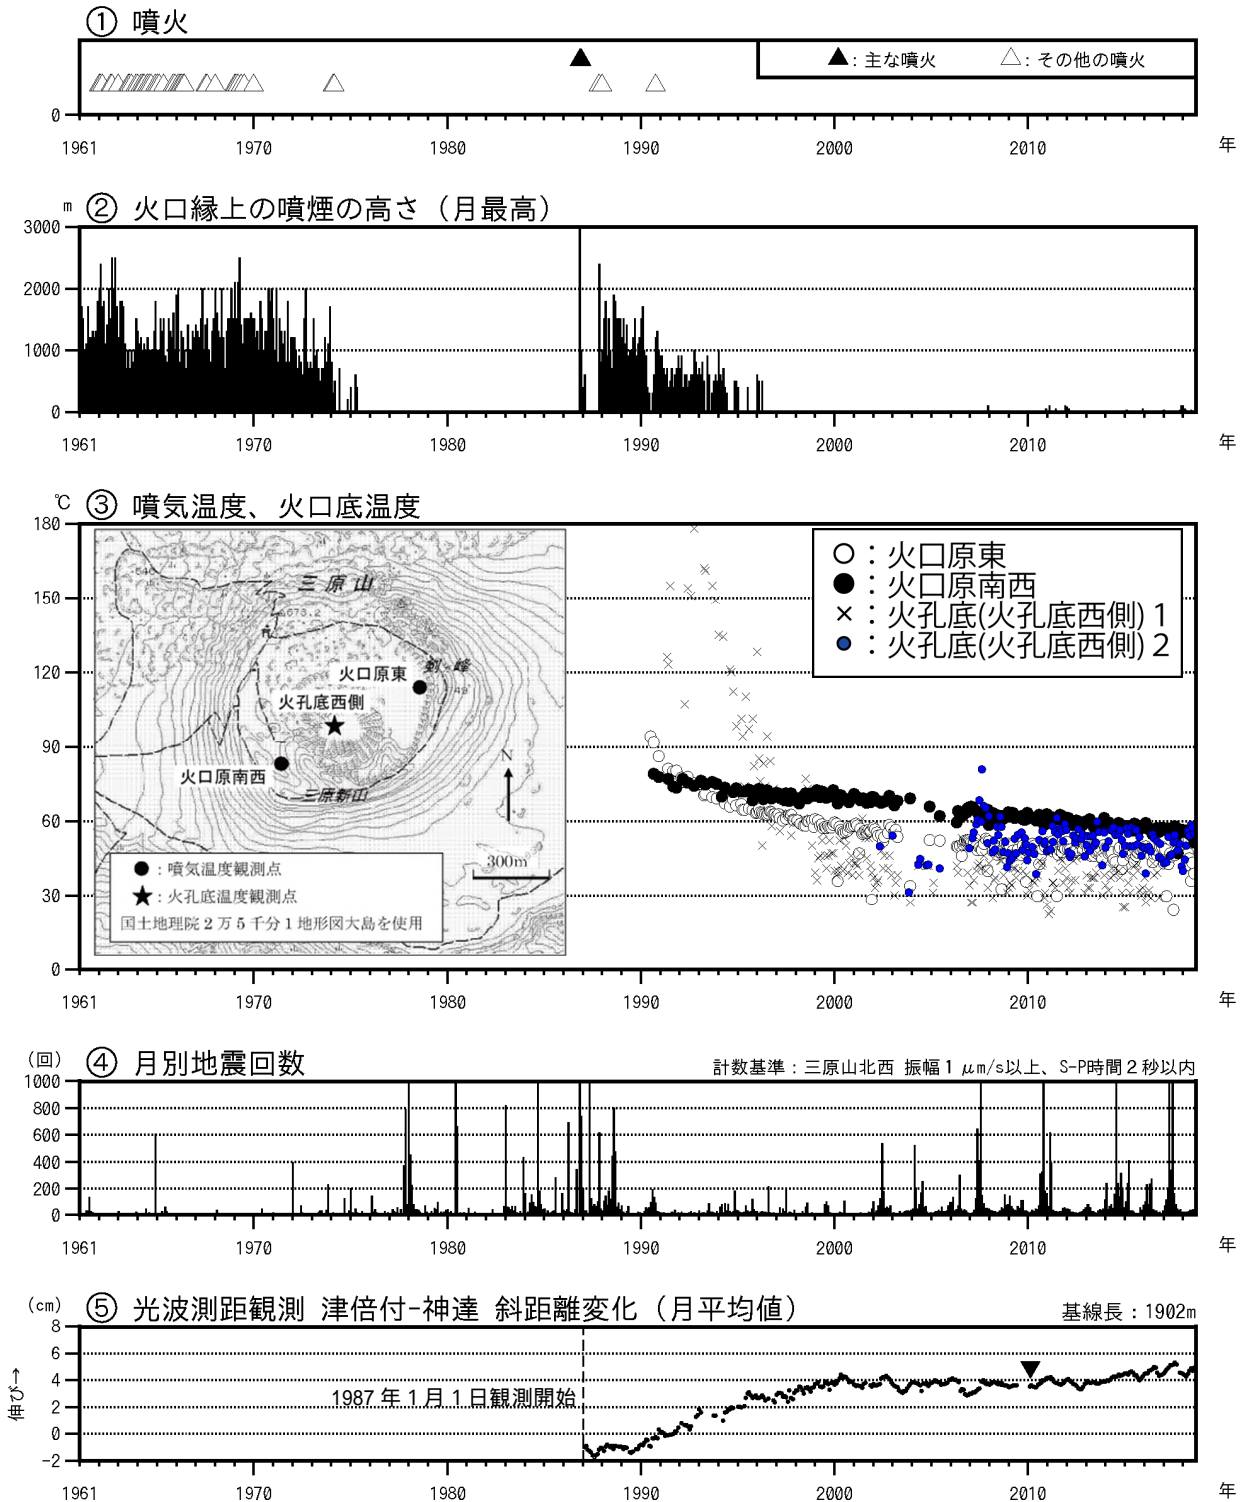 ① 噴火
▲: 主な噴火 △: その他の噴火
0
1961 1970 1980 1990 2000 2010 年
m ② 火口縁上の噴煙の高さ（月最高）
3000
2000
1000
0
1961 1970 1980 1990 2000 2010 年
℃ ③ 噴気温度、火口底温度
180
150
120
90
60
30
0
○：火口原東
●：火口原南西
×：火孔底(火孔底西側) 1
●：火孔底(火孔底西側) 2
三原山
673.2
剣ヶ峰
火口原東
火孔底西側
火口原南西
三原新山
N
300m
●：噴気温度観測点
★：火孔底温度観測点
国土地理院２万５千分１地形図大島を使用
1961 1970 1980 1990 2000 2010 年
(回) ④ 月別地震回数
計数基準：三原山北西 振幅１μm/s以上、S-P時間２秒以内
1000
800
600
400
200
0
1961 1970 1980 1990 2000 2010 年
(cm) ⑤ 光波測距観測 津倍付-神達 斜距離変化（月平均値）
基線長：1902m
8
6
4
2
0
-2
伸び→
1987年１月１日観測開始
1961 1970 1980 1990 2000 2010 年